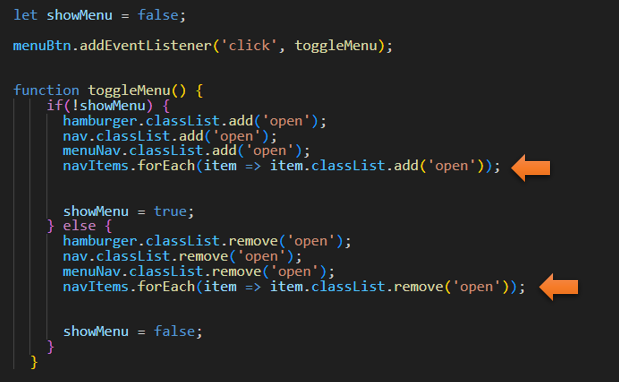 let showMenu = false;
menuBtn.addEventListener('click', toggleMenu);
function toggleMenu() {
if(!showMenu) {
hamburger.classList.add('open');
nav.classList.add('open');
menuNav.classList.add('open');
navItems.forEach(item => item.classList.add('open'));
showMenu = true;
} else {
hamburger.classList.remove('open');
nav.classList.remove('open');
menuNav.classList.remove('open');
navItems.forEach(item => item.classList.remove('open'));
showMenu = false;
}
}